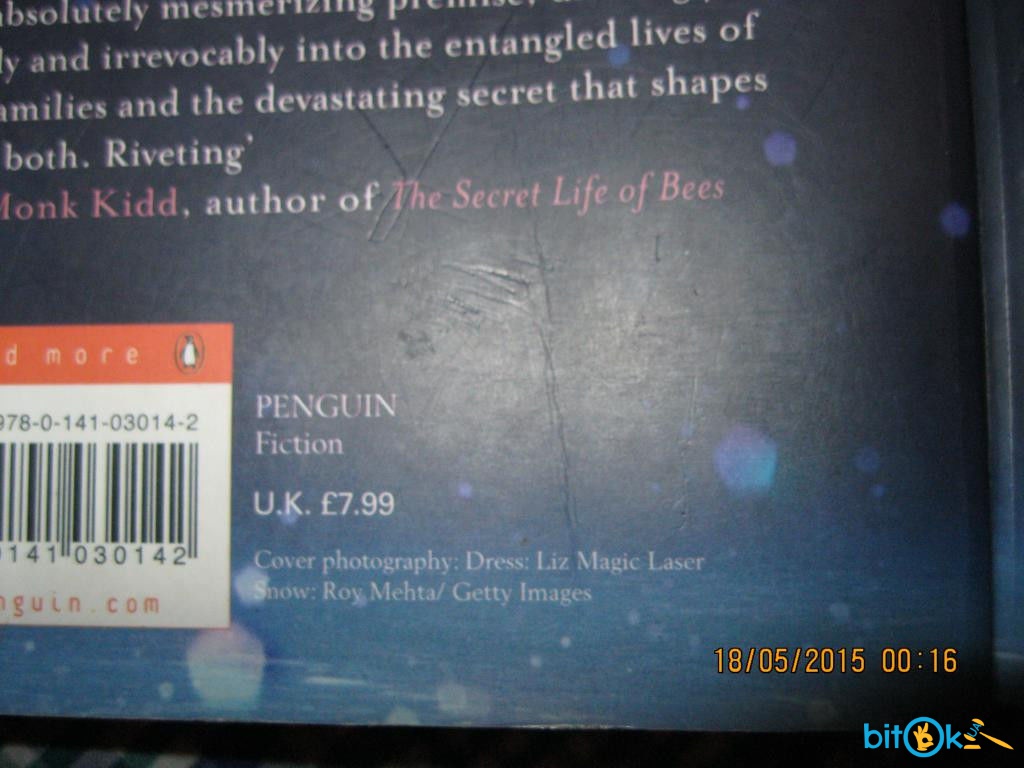 absolutely mesmerizing premise,
ly and irrevocably into the entangled lives of
amilies and the devastating secret that shapes
both. Riveting'
Monk Kidd, author of The Secret Life of Bees
d more
978-0-141-03014-2
PENGUIN
Fiction
U.K. £7.99
141 030142
nguin.com
Cover photography: Dress: Liz Magic Laser
Snow: Roy Mehta/ Getty Images
18/05/2015 00:16
bitOk UA